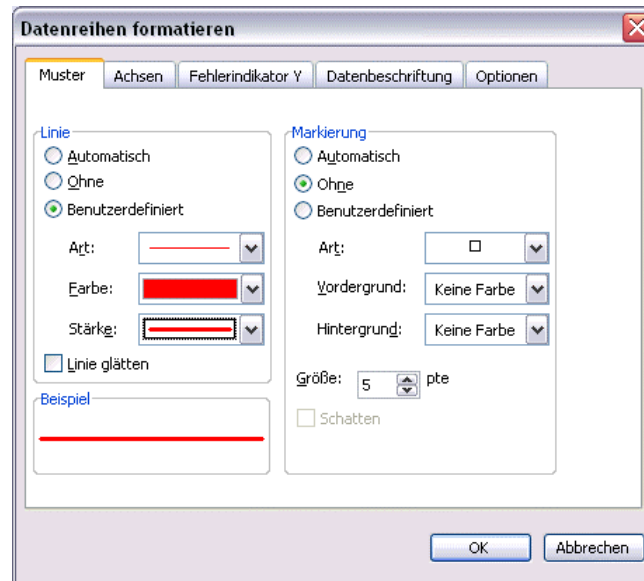 Datenreihen formatieren
Muster
Achsen
Fehlerindikator Y
Datenbeschriftung
Optionen
Linie
Automatisch
Ohne
Benutzerdefiniert
Art:
Farbe:
Stärke:
Linie glätten
Beispiel
Markierung
Automatisch
Ohne
Benutzerdefiniert
Art:
Vordergrund: Keine Farbe
Hintergrund: Keine Farbe
Größe: 5 pte
Schatten
OK
Abbrechen